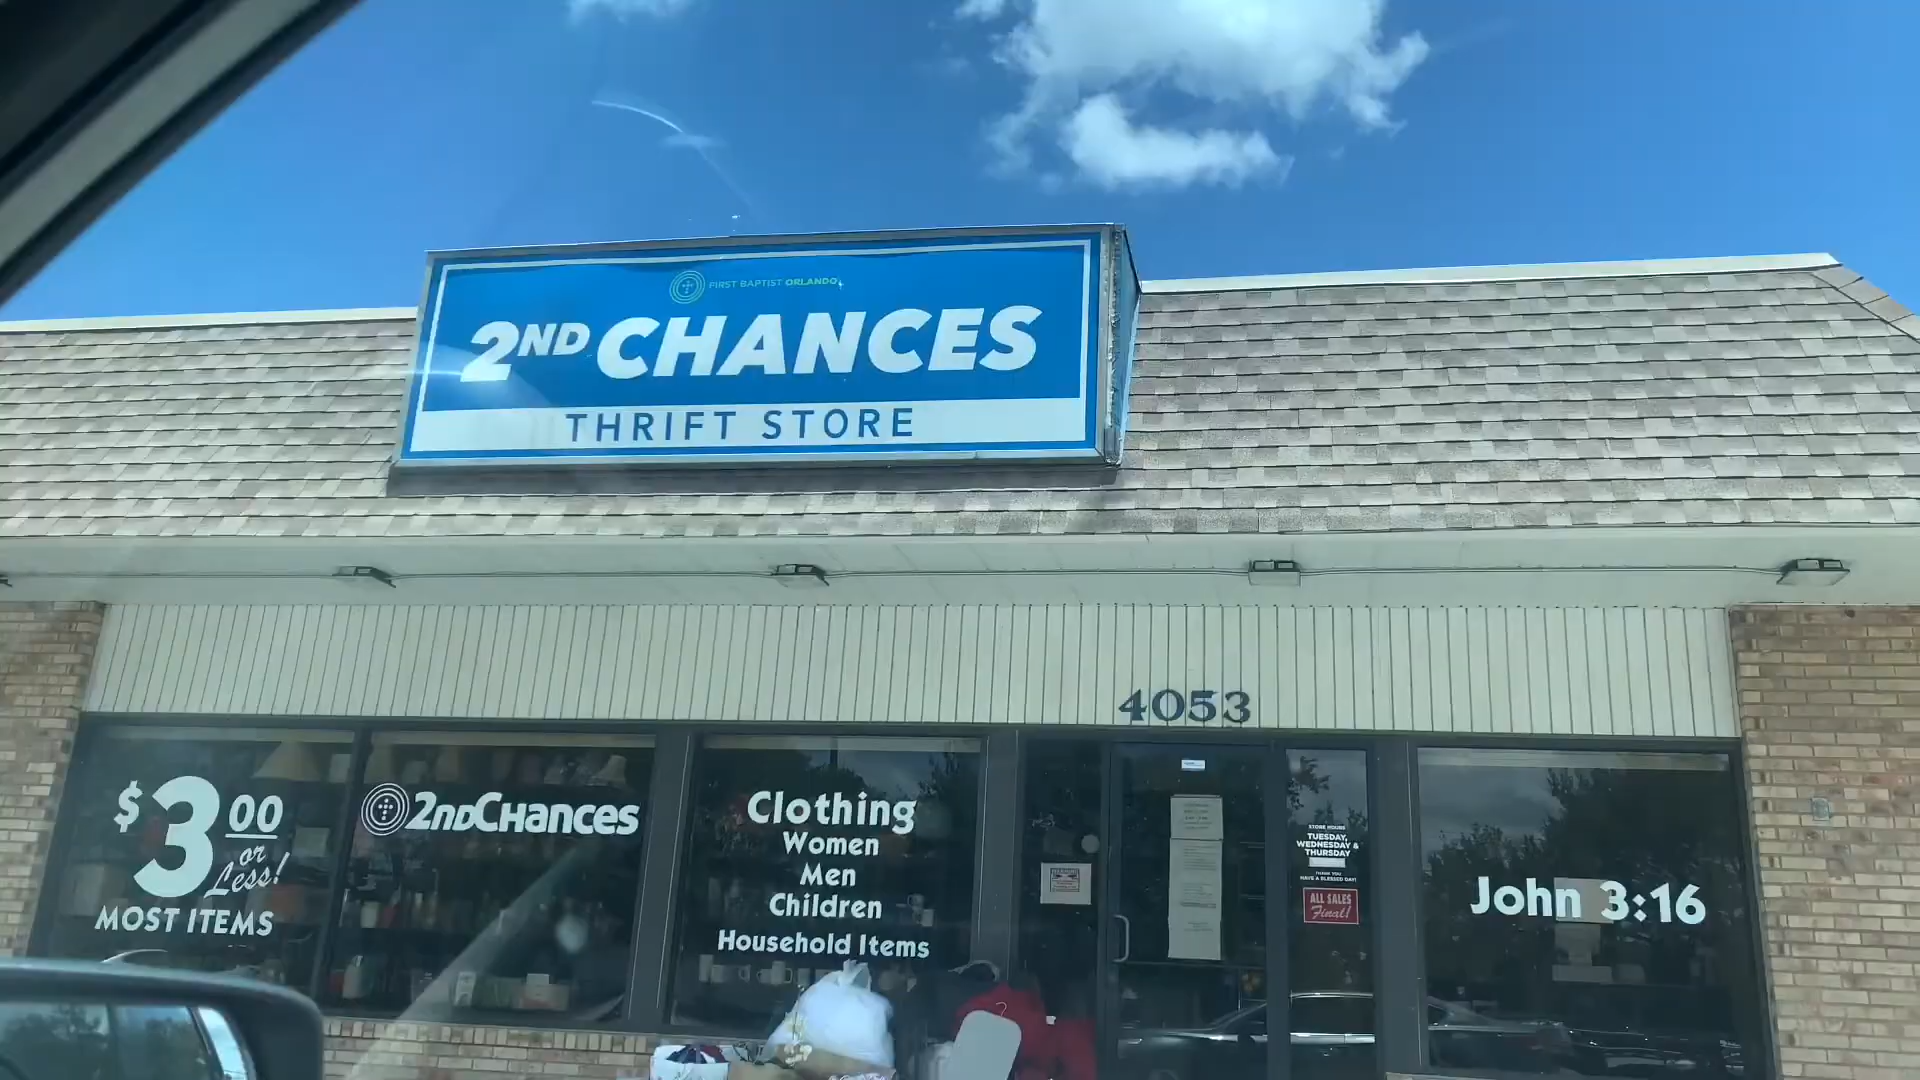 FIRST BAPTIST ORLANDO
2ND CHANCES
THRIFT STORE
4053
$3.00
or
Less!
MOST ITEMS
2ndChances
Clothing
Women
Men
Children
Household Items
STORE HOURS
TUESDAY,
WEDNESDAY &
THURSDAY
THANK YOU
HAVE A BLESSED DAY!
ALL SALES
Final!
John 3:16